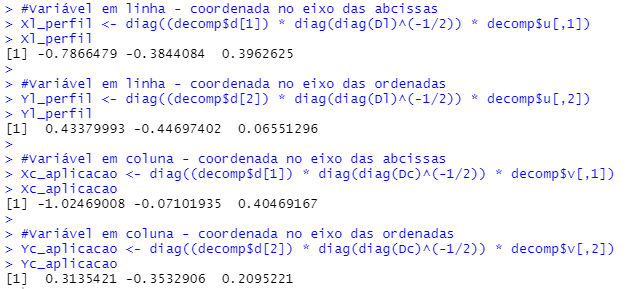 > #Variável em linha - coordenada no eixo das abcissas
> Xl_perfil <- diag((decomp$d[1]) * diag(diag(Dl)^(-1/2)) * decomp$u[,1])
> Xl_perfil
[1] -0.7866479 -0.3844084  0.3962625
>
> #Variável em linha - coordenada no eixo das ordenadas
> Yl_perfil <- diag((decomp$d[2]) * diag(diag(Dl)^(-1/2)) * decomp$u[,2])
> Yl_perfil
[1]  0.43379993 -0.44697402  0.06551296
>
> #Variável em coluna - coordenada no eixo das abcissas
> Xc_aplicacao <- diag((decomp$d[1]) * diag(diag(Dc)^(-1/2)) * decomp$v[,1])
> Xc_aplicacao
[1] -1.02469008 -0.07101935  0.40469167
>
> #Variável em coluna - coordenada no eixo das ordenadas
> Yc_aplicacao <- diag((decomp$d[2]) * diag(diag(Dc)^(-1/2)) * decomp$v[,2])
> Yc_aplicacao
[1]  0.3135421 -0.3532906  0.2095221